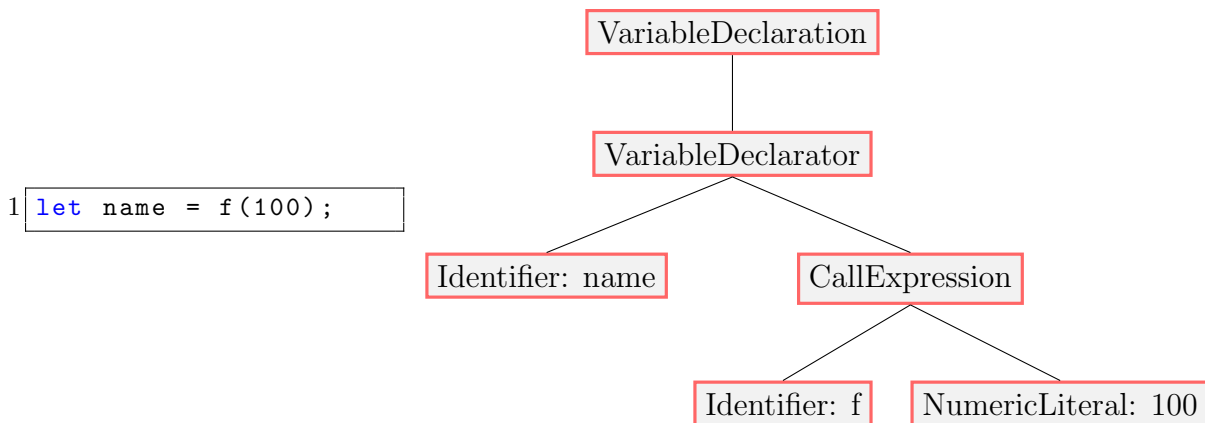 VariableDeclaration
VariableDeclarator
1 let name = f(100);
Identifier: name
CallExpression
Identifier: f
NumericLiteral: 100